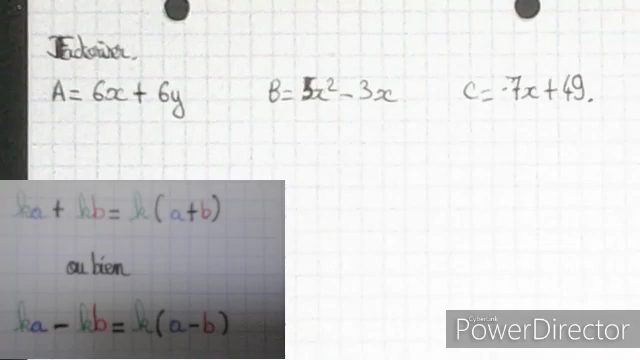 Factoriser.
A = 6x + 6y B = 5x² - 3x C = -7x + 49.
ka + kb = k(a+b)
ou bien
ka - kb = k(a-b)
CyberLink
PowerDirector